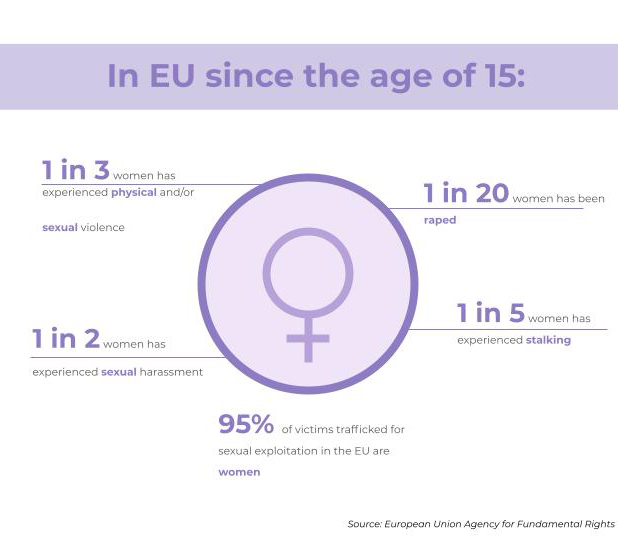 In EU since the age of 15:
1 in 3 women has
experienced physical and/or
sexual violence
1 in 20 women has been
raped
1 in 2 women has
experienced sexual harassment
1 in 5 women has
experienced stalking
95% of victims trafficked for
sexual exploitation in the EU are
women
Source: European Union Agency for Fundamental Rights